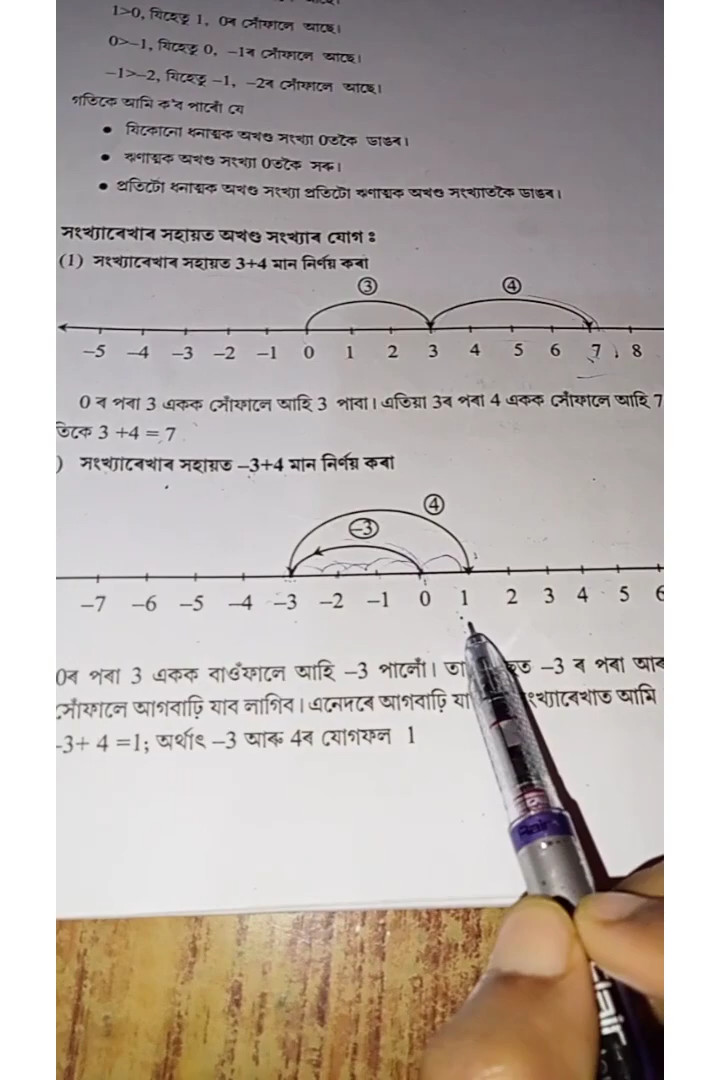 1>0, যিহেতু 1, 0ৰ সোঁফালে আছে।
0>−1, যিহেতু 0, −1ৰ সোঁফালে আছে।
−1>−2, যিহেতু −1, −2ৰ সোঁফালে আছে।
গতিকে আমি ক'ব পাৰোঁ যে
• যিকোনো ধনাত্মক অখণ্ড সংখ্যা 0তকৈ ডাঙৰ।
• ঋণাত্মক অখণ্ড সংখ্যা 0তকৈ সৰু।
• প্ৰতিটো ধনাত্মক অখণ্ড সংখ্যা প্ৰতিটো ঋণাত্মক অখণ্ড সংখ্যাতকৈ ডাঙৰ।
সংখ্যাৰেখাৰ সহায়ত অখণ্ড সংখ্যাৰ যোগ ঃ
(1) সংখ্যাৰেখাৰ সহায়ত 3+4 মান নিৰ্ণয় কৰা
③ ④
−5 −4 −3 −2 −1 0 1 2 3 4 5 6 7 8
0 ৰ পৰা 3 একক সোঁফালে আহি 3 পাবা। এতিয়া 3ৰ পৰা 4 একক সোঁফালে আহি 7
তিকে 3 +4 = 7
) সংখ্যাৰেখাৰ সহায়ত −3+4 মান নিৰ্ণয় কৰা
④
−3
−7 −6 −5 −4 −3 −2 −1 0 1 2 3 4 5 6
0ৰ পৰা 3 একক বাওঁফালে আহি −3 পালোঁ। −3 ৰ পৰা
সোঁফালে আগবাঢ়ি যাব লাগিব। এনেদৰে আগবাঢ়ি আমি
-3+ 4 =1; অৰ্থাৎ −3 আৰু 4ৰ যোগফল 1
Flair